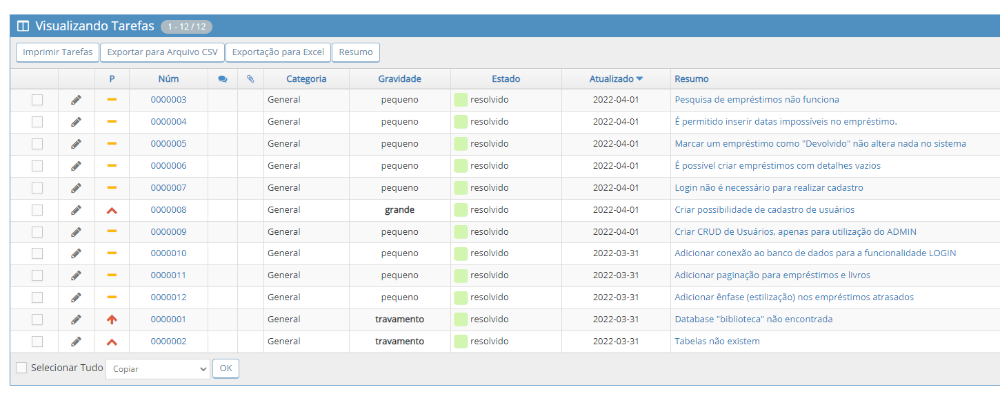 Visualizando Tarefas 1 - 12 / 12
Imprimir Tarefas Exportar para Arquivo CSV Exportação para Excel Resumo
P Núm Categoria Gravidade Estado Atualizado Resumo
0000003 General pequeno resolvido 2022-04-01 Pesquisa de empréstimos não funciona
0000004 General pequeno resolvido 2022-04-01 É permitido inserir datas impossíveis no empréstimo.
0000005 General pequeno resolvido 2022-04-01 Marcar um empréstimo como "Devolvido" não altera nada no sistema
0000006 General pequeno resolvido 2022-04-01 É possível criar empréstimos com detalhes vazios
0000007 General pequeno resolvido 2022-04-01 Login não é necessário para realizar cadastro
0000008 General grande resolvido 2022-04-01 Criar possibilidade de cadastro de usuários
0000009 General pequeno resolvido 2022-04-01 Criar CRUD de Usuários, apenas para utilização do ADMIN
0000010 General pequeno resolvido 2022-03-31 Adicionar conexão ao banco de dados para a funcionalidade LOGIN
0000011 General pequeno resolvido 2022-03-31 Adicionar paginação para empréstimos e livros
0000012 General pequeno resolvido 2022-03-31 Adicionar ênfase (estilização) nos empréstimos atrasados
0000001 General travamento resolvido 2022-03-31 Database "biblioteca" não encontrada
0000002 General travamento resolvido 2022-03-31 Tabelas não existem
Selecionar Tudo Copiar OK